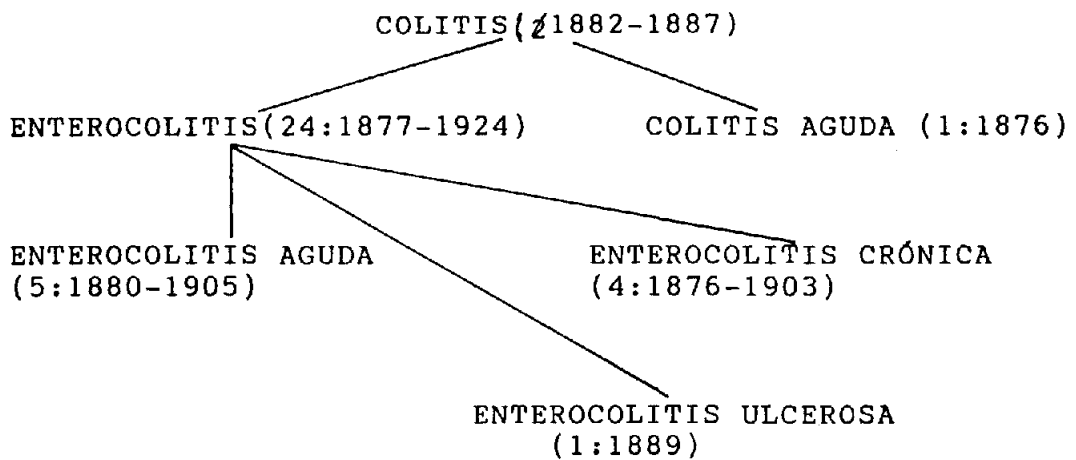 COLITIS(21882-1887)
ENTEROCOLITIS(24:1877-1924) COLITIS AGUDA (1:1876)
ENTEROCOLITIS AGUDA ENTEROCOLITIS CRÓNICA
(5:1880-1905) (4:1876-1903)
ENTEROCOLITIS ULCEROSA
(1:1889)